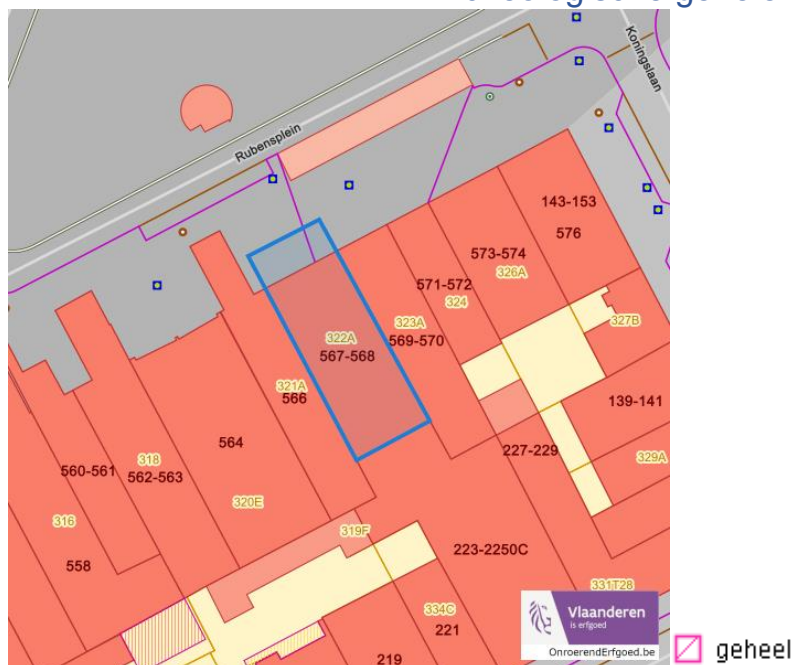 Rubensplein
Koningslaan
143-153
576
573-574
326A
571-572
324
323A
569-570
322A
567-568
327B
321A
566
139-141
564
227-229
329A
560-561
318
562-563
320E
316
319F
223-2250C
558
331T28
334C
221
219
Vlaanderen
is erfgoed
OnroerendErfgoed.be
geheel